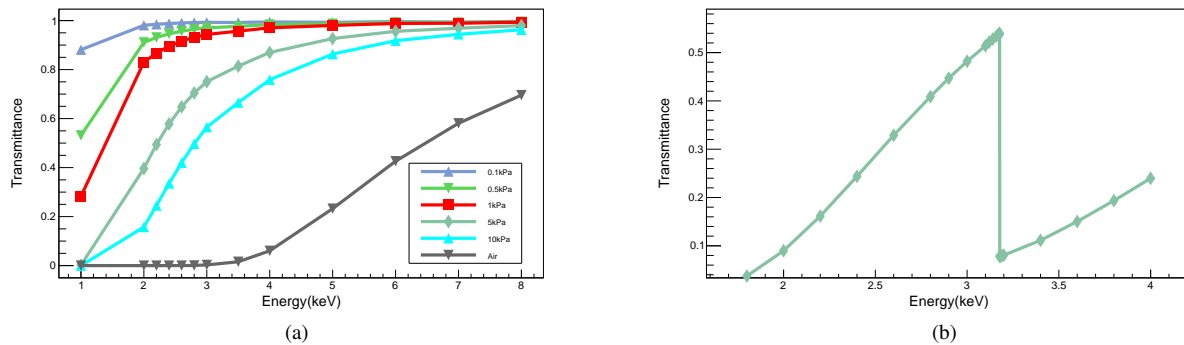 1
0.8
0.6
0.4
0.2
0
Transmittance
1 2 3 4 5 6 7 8
Energy(keV)
0.1kPa
0.5kPa
1kPa
5kPa
10kPa
Air
(a)
0.5
0.4
0.3
0.2
0.1
Transmittance
2 2.5 3 3.5 4
Energy(keV)
(b)